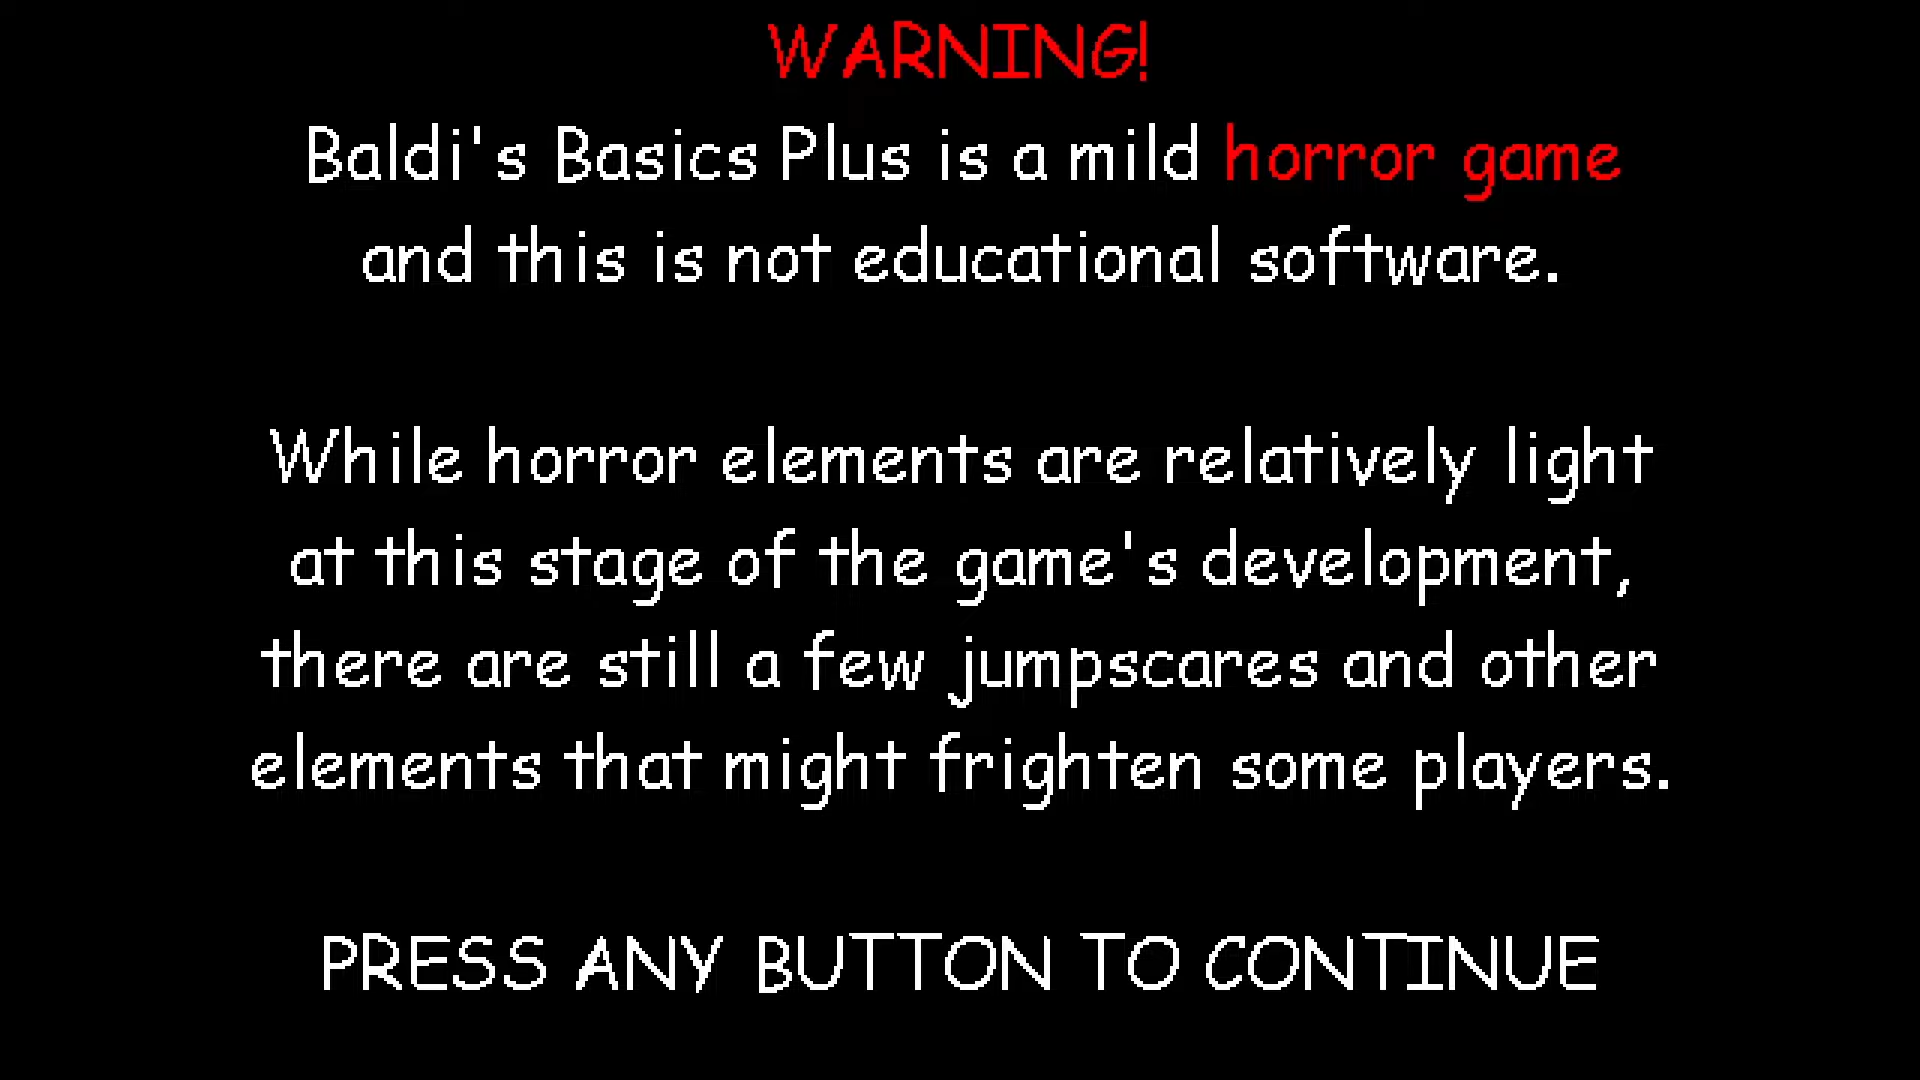 WARNING!
Baldi's Basics Plus is a mild horror game
and this is not educational software.
While horror elements are relatively light
at this stage of the game's development,
there are still a few jumpscares and other
elements that might frighten some players.
PRESS ANY BUTTON TO CONTINUE